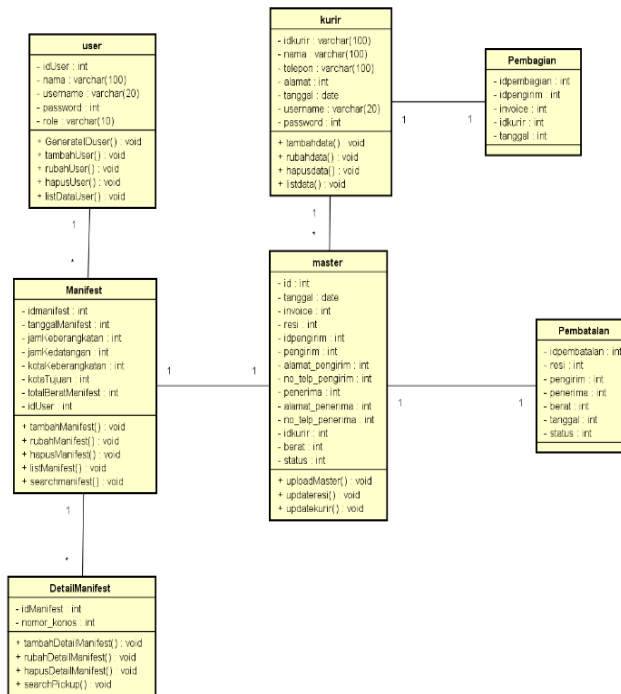 user
- idUser : int
- nama : varchar(100)
- username : varchar(20)
- password : int
- role : varchar(10)
+ GenerateIDuser() : void
+ tambahUser() : void
+ rubahUser() : void
+ hapusUser() : void
+ listDataUser() : void
kurir
- idkurir : varchar(100)
- nama : varchar(100)
- telepon : varchar(100)
- alamat : int
- tanggal : date
- username : varchar(20)
- password : int
+ tambahdata() : void
+ rubahdata() : void
+ hapusdata() : void
+ listdata() : void
Pembagian
- idpembagian : int
- idpengirim : int
- invoice : int
- idkurir : int
- tanggal : int
1
1
1
*
1
*
Manifest
- idmanifest : int
- tanggalManifest : int
- jamKeberangkatan : int
- jamKedatangan : int
- kotaKeberangkatan : int
- kotaTujuan : int
- totalBeratManifest : int
- idUser : int
+ tambahManifest() : void
+ rubahManifest() : void
+ hapusManifest() : void
+ listManifest() : void
+ searchmanifest() : void
1
1
master
- id : int
- tanggal : date
- invoice : int
- resi : int
- idpengirim : int
- pengirim : int
- alamat_pengirim : int
- no_telp_pengirim : int
- penerima : int
- alamat_penerima : int
- no_telp_penerima : int
- idkurir : int
- berat : int
- status : int
+ uploadMaster() : void
+ updateresi() : void
+ updatekurir() : void
1
1
Pembatalan
- idpembatalan : int
- resi : int
- pengirim : int
- penerima : int
- berat : int
- tanggal : int
- status : int
1
*
DetailManifest
- idManifest : int
- nomor_konos : int
+ tambahDetailManifest() : void
+ rubahDetailManifest() : void
+ hapusDetailManifest() : void
+ searchPickup() : void